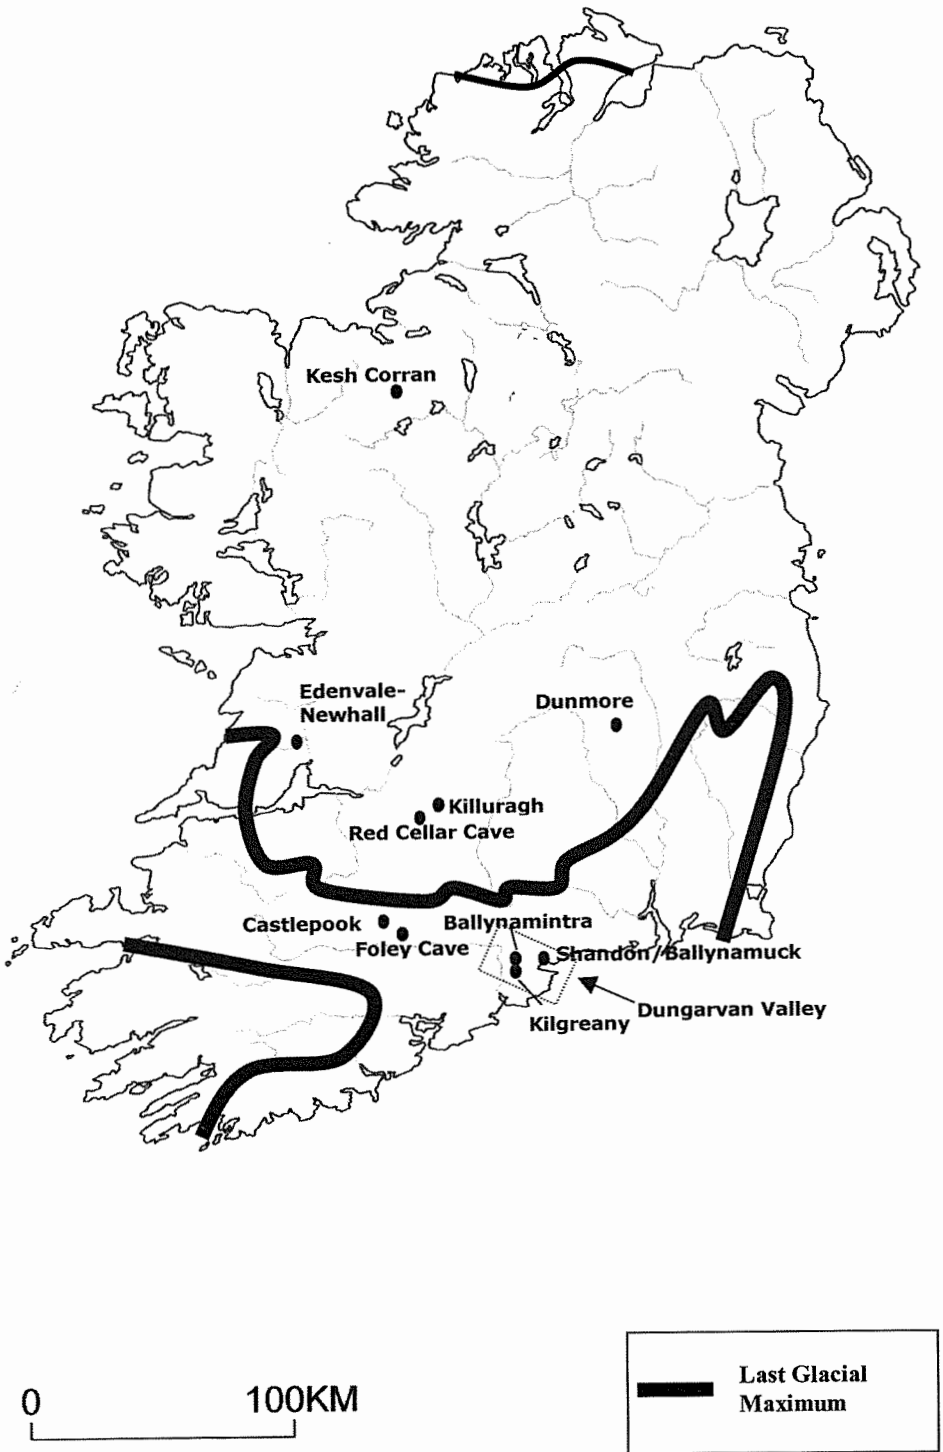 Kesh Corran
Edenvale-
Newhall
Dunmore
Killuragh
Red Cellar Cave
Castlepook
Ballynamintra
Foley Cave
Shandon/Ballynamuck
Dungarvan Valley
Kilgreany
0
100KM
Last Glacial
Maximum